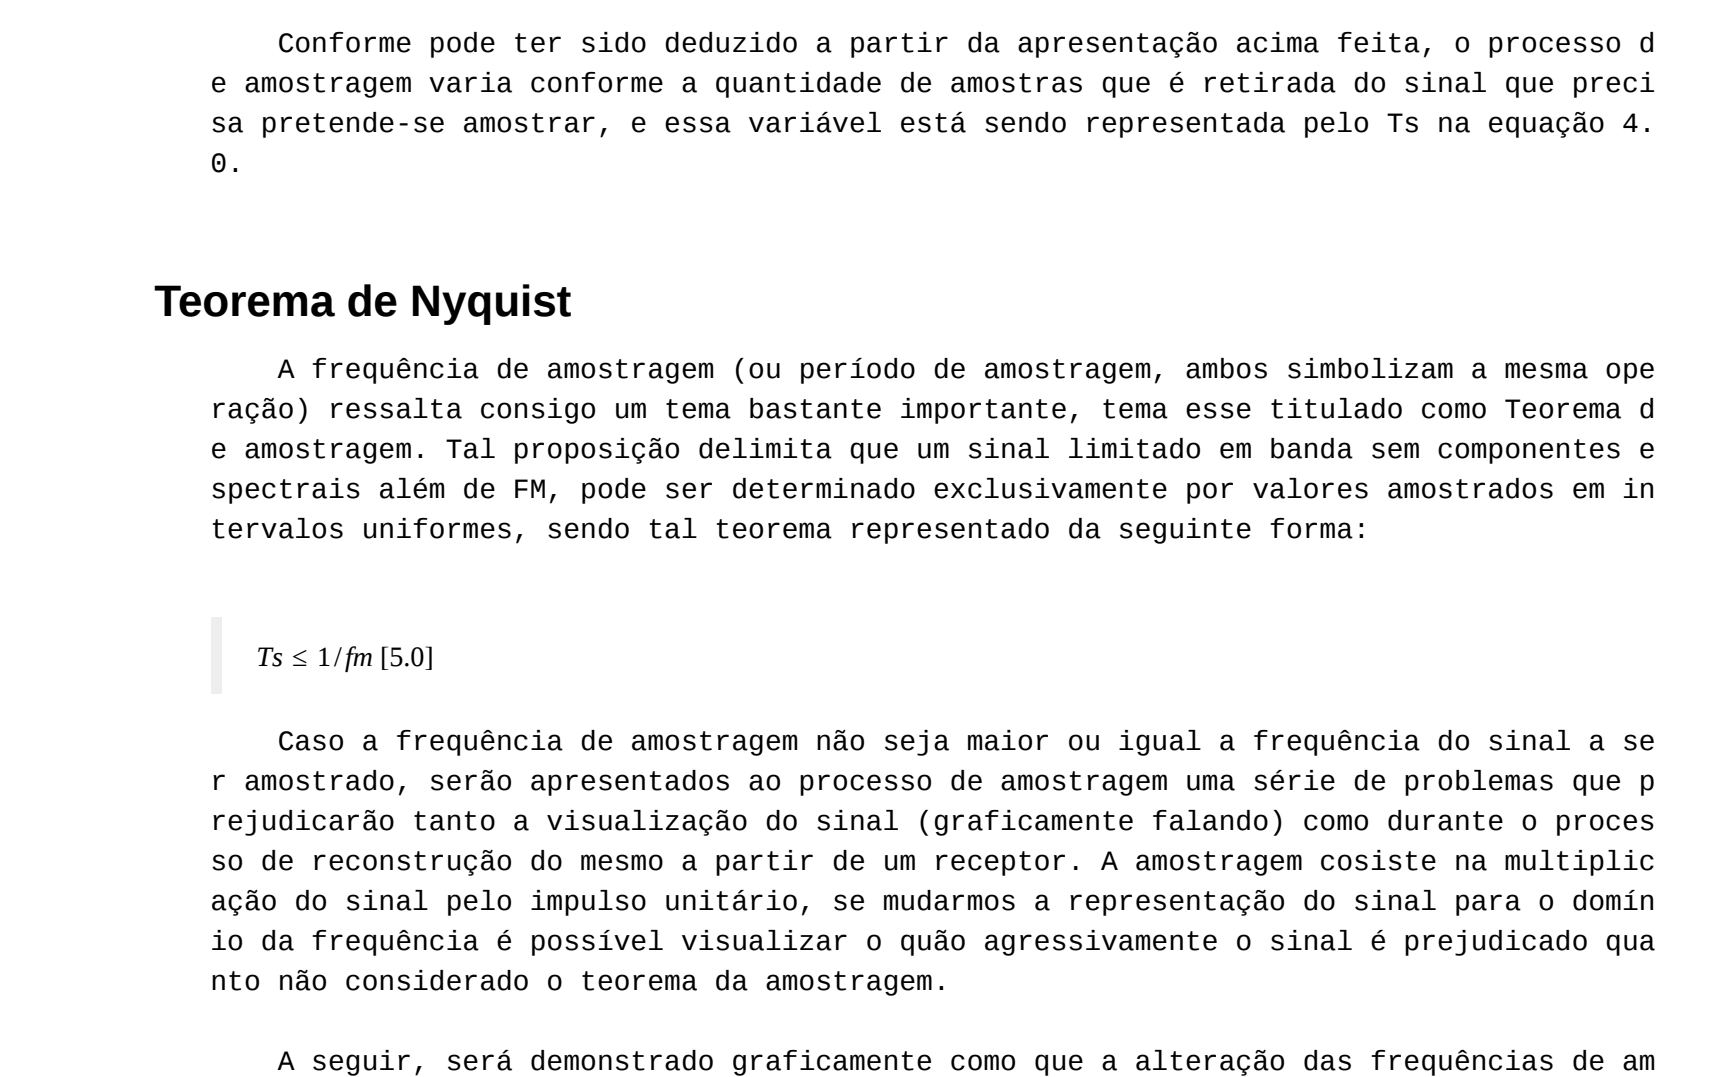 Conforme pode ter sido deduzido a partir da apresentação acima feita, o processo d
e amostragem varia conforme a quantidade de amostras que é retirada do sinal que preci
sa pretende-se amostrar, e essa variável está sendo representada pelo Ts na equação 4.
0.
Teorema de Nyquist
A frequência de amostragem (ou período de amostragem, ambos simbolizam a mesma ope
ração) ressalta consigo um tema bastante importante, tema esse titulado como Teorema d
e amostragem. Tal proposição delimita que um sinal limitado em banda sem componentes e
spectrais além de FM, pode ser determinado exclusivamente por valores amostrados em in
tervalos uniformes, sendo tal teorema representado da seguinte forma:
Ts ≤ 1/fm [5.0]
Caso a frequência de amostragem não seja maior ou igual a frequência do sinal a se
r amostrado, serão apresentados ao processo de amostragem uma série de problemas que p
rejudicarão tanto a visualização do sinal (graficamente falando) como durante o proces
so de reconstrução do mesmo a partir de um receptor. A amostragem cosiste na multiplic
ação do sinal pelo impulso unitário, se mudarmos a representação do sinal para o domín
io da frequência é possível visualizar o quão agressivamente o sinal é prejudicado qua
nto não considerado o teorema da amostragem.
A seguir, será demonstrado graficamente como que a alteração das frequências de am